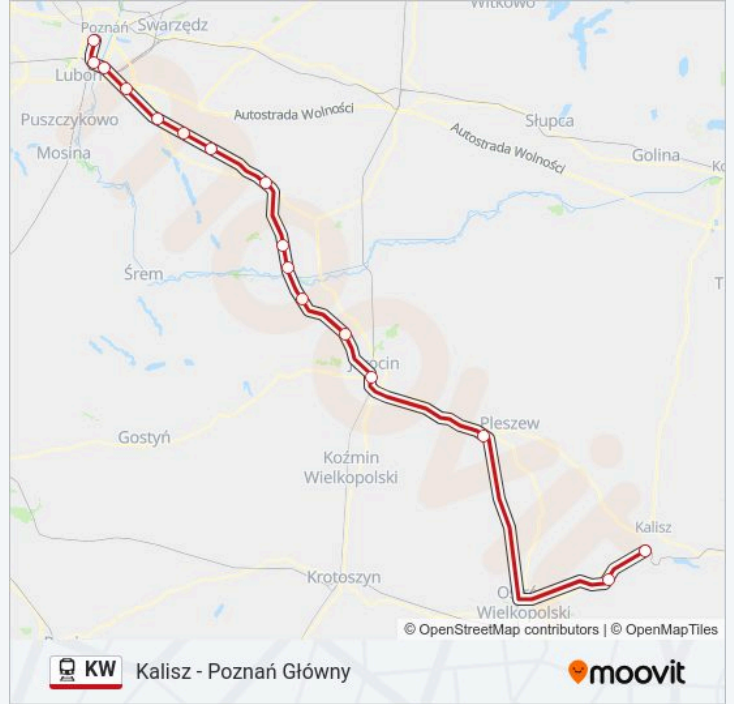 Witkowo
Poznań
Swarzędz
Luboń
Autostrada Wolności
Słupca
Puszczykowo
Autostrada Wolności
Mosina
Golina
Śrem
Pleszew
Gostyń
Koźmin
Wielkopolski
Kalisz
Krotoszyn
Wielkopolski
© OpenStreetMap contributors | © OpenMapTiles
KW
Kalisz - Poznań Główny
moovit